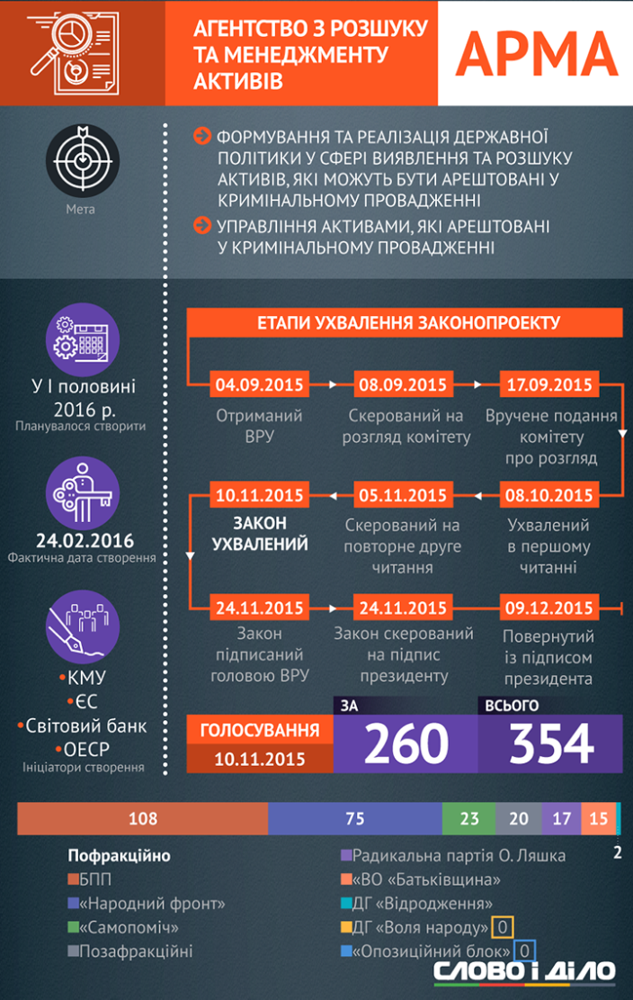 АГЕНТСТВО З РОЗШУКУ
ТА МЕНЕДЖМЕНТУ
АКТИВІВ
АРМА
Мета
ФОРМУВАННЯ ТА РЕАЛІЗАЦІЯ ДЕРЖАВНОЇ
ПОЛІТИКИ У СФЕРІ ВИЯВЛЕННЯ ТА РОЗШУКУ
АКТИВІВ, ЯКІ МОЖУТЬ БУТИ АРЕШТОВАНІ У
КРИМІНАЛЬНОМУ ПРОВАДЖЕННІ
УПРАВЛІННЯ АКТИВАМИ, ЯКІ АРЕШТОВАНІ
У КРИМІНАЛЬНОМУ ПРОВАДЖЕННІ
У І половині
2016 р.
Планувалося створити
24.02.2016
Фактична дата створення
•КМУ
•ЄС
•Світовий банк
•ОЕСР
Ініціатори створення
ЕТАПИ УХВАЛЕННЯ ЗАКОНОПРОЕКТУ
04.09.2015
Отриманий
ВРУ
08.09.2015
Скерований на
розгляд комітету
17.09.2015
Вручене подання
комітету
про розгляд
08.10.2015
Ухвалений
в першому
читанні
05.11.2015
Скерований на
повторне друге
читання
10.11.2015
ЗАКОН
УХВАЛЕНИЙ
24.11.2015
Закон
підписаний
головою ВРУ
24.11.2015
Закон скерований
на підпис
президенту
09.12.2015
Повернутий
із підписом
президента
ГОЛОСУВАННЯ
10.11.2015
ЗА
260
ВСЬОГО
354
108 75 23 20 17 15
2
Пофракційно
БПП
«Народний фронт»
«Самопоміч»
Позафракційні
Радикальна партія О. Ляшка
«ВО «Батьківщина»
ДГ «Відродження»
ДГ «Воля народу» 0
«Опозиційний блок» 0
СЛОВО і ДІЛО